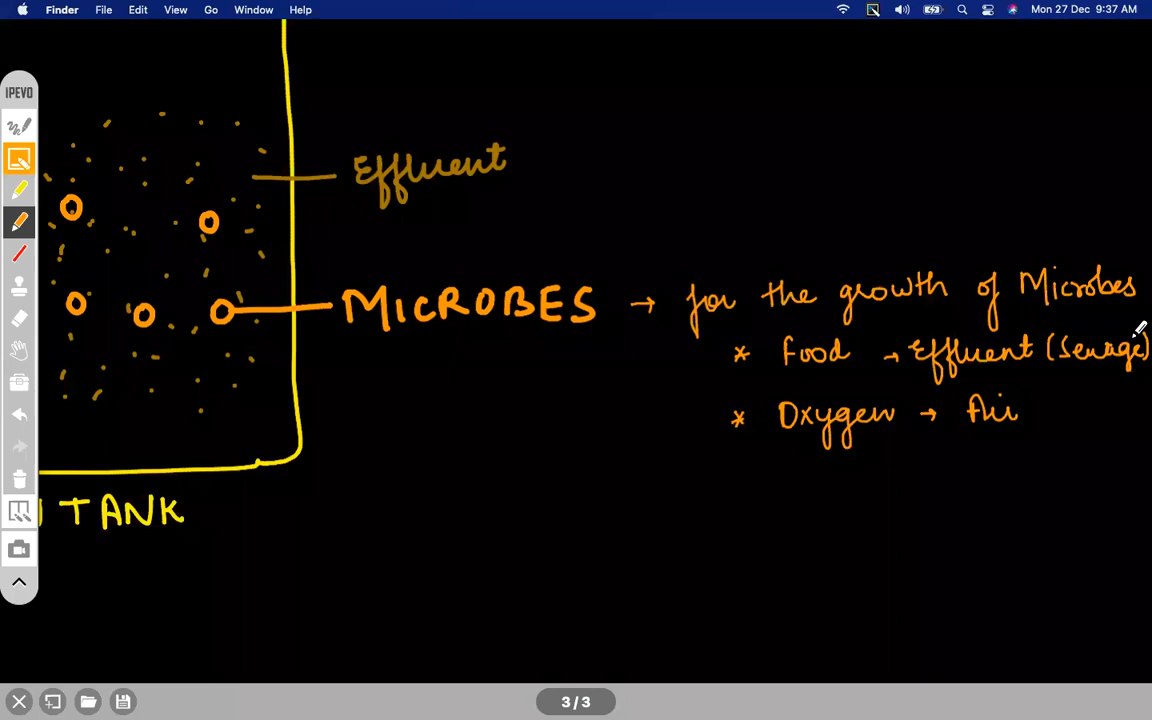 Finder File Edit View Go Window Help Mon 27 Dec 9:37 AM
IPEVO
Effluent
MICROBES → for the growth of Microbes
* Food → Effluent (Sewage)
* Oxygen → Air
TANK
3/3